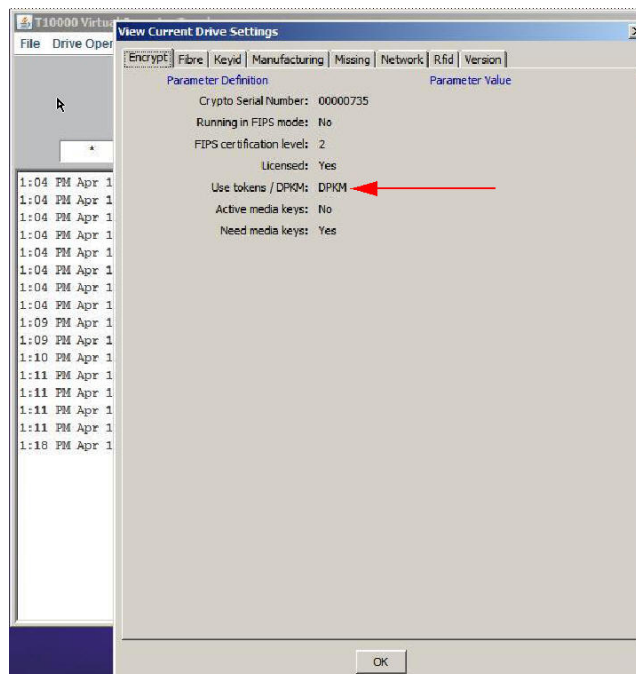 T10000 Virtua
View Current Drive Settings
File Drive Oper
Encrypt Fibre Keyid Manufacturing Missing Network Rfid Version
Parameter Definition Parameter Value
Crypto Serial Number: 00000735
Running in FIPS mode: No
FIPS certification level: 2
Licensed: Yes
Use tokens / DPKM: DPKM
Active media keys: No
Need media keys: Yes
*
1:04 PM Apr 1
1:04 PM Apr 1
1:04 PM Apr 1
1:04 PM Apr 1
1:04 PM Apr 1
1:04 PM Apr 1
1:04 PM Apr 1
1:04 PM Apr 1
1:09 PM Apr 1
1:09 PM Apr 1
1:10 PM Apr 1
1:11 PM Apr 1
1:11 PM Apr 1
1:11 PM Apr 1
1:11 PM Apr 1
1:18 PM Apr 1
OK